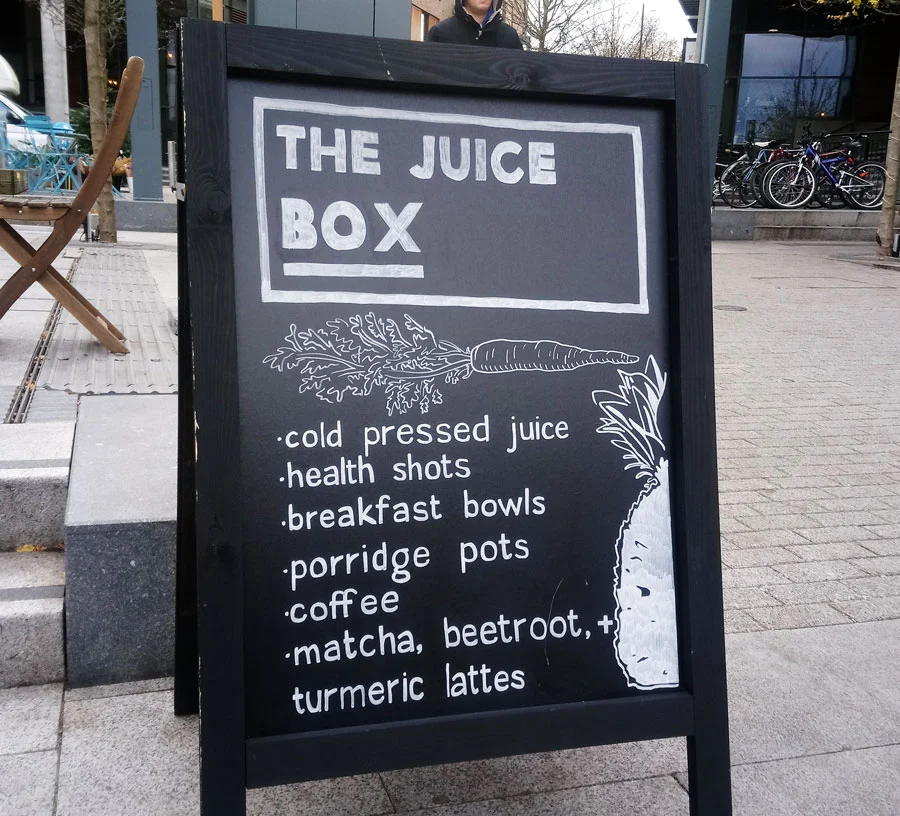 THE JUICE
BOX
·cold pressed juice
·health shots
·breakfast bowls
·porridge pots
·coffee
·matcha, beetroot, +
turmeric lattes